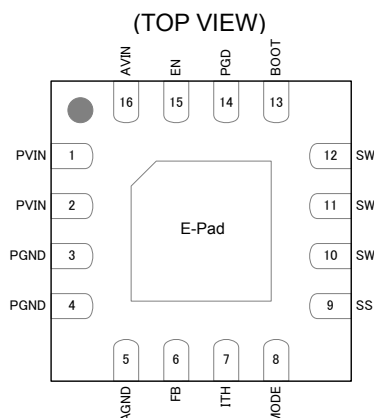 (TOP VIEW)
AVIN EN PGD BOOT
16 15 14 13
PVIN 1 12 SW
PVIN 2 11 SW
E-Pad
PGND 3 10 SW
PGND 4 9 SS
5 6 7 8
AGND FB ITH MODE